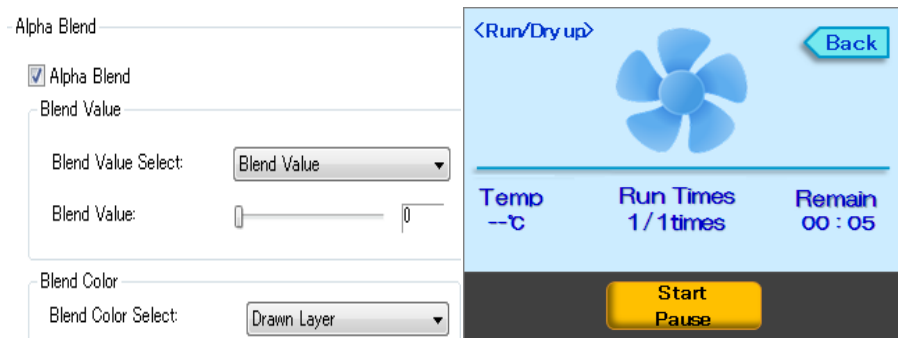 Alpha Blend
Alpha Blend
Blend Value
Blend Value Select: Blend Value
Blend Value: 0
Blend Color
Blend Color Select: Drawn Layer
<Run/Dry up>
Back
Temp Run Times Remain
--℃ 1/1times 00:05
Start
Pause